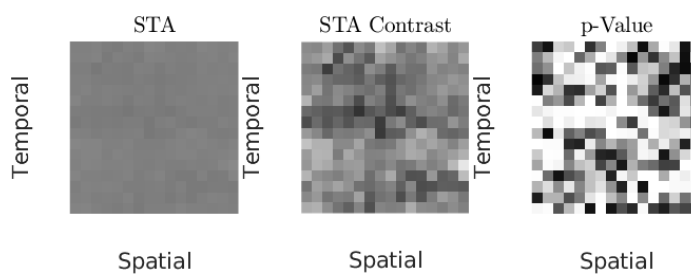 STA
STA Contrast
p-Value
Temporal
Temporal
Temporal
Spatial
Spatial
Spatial